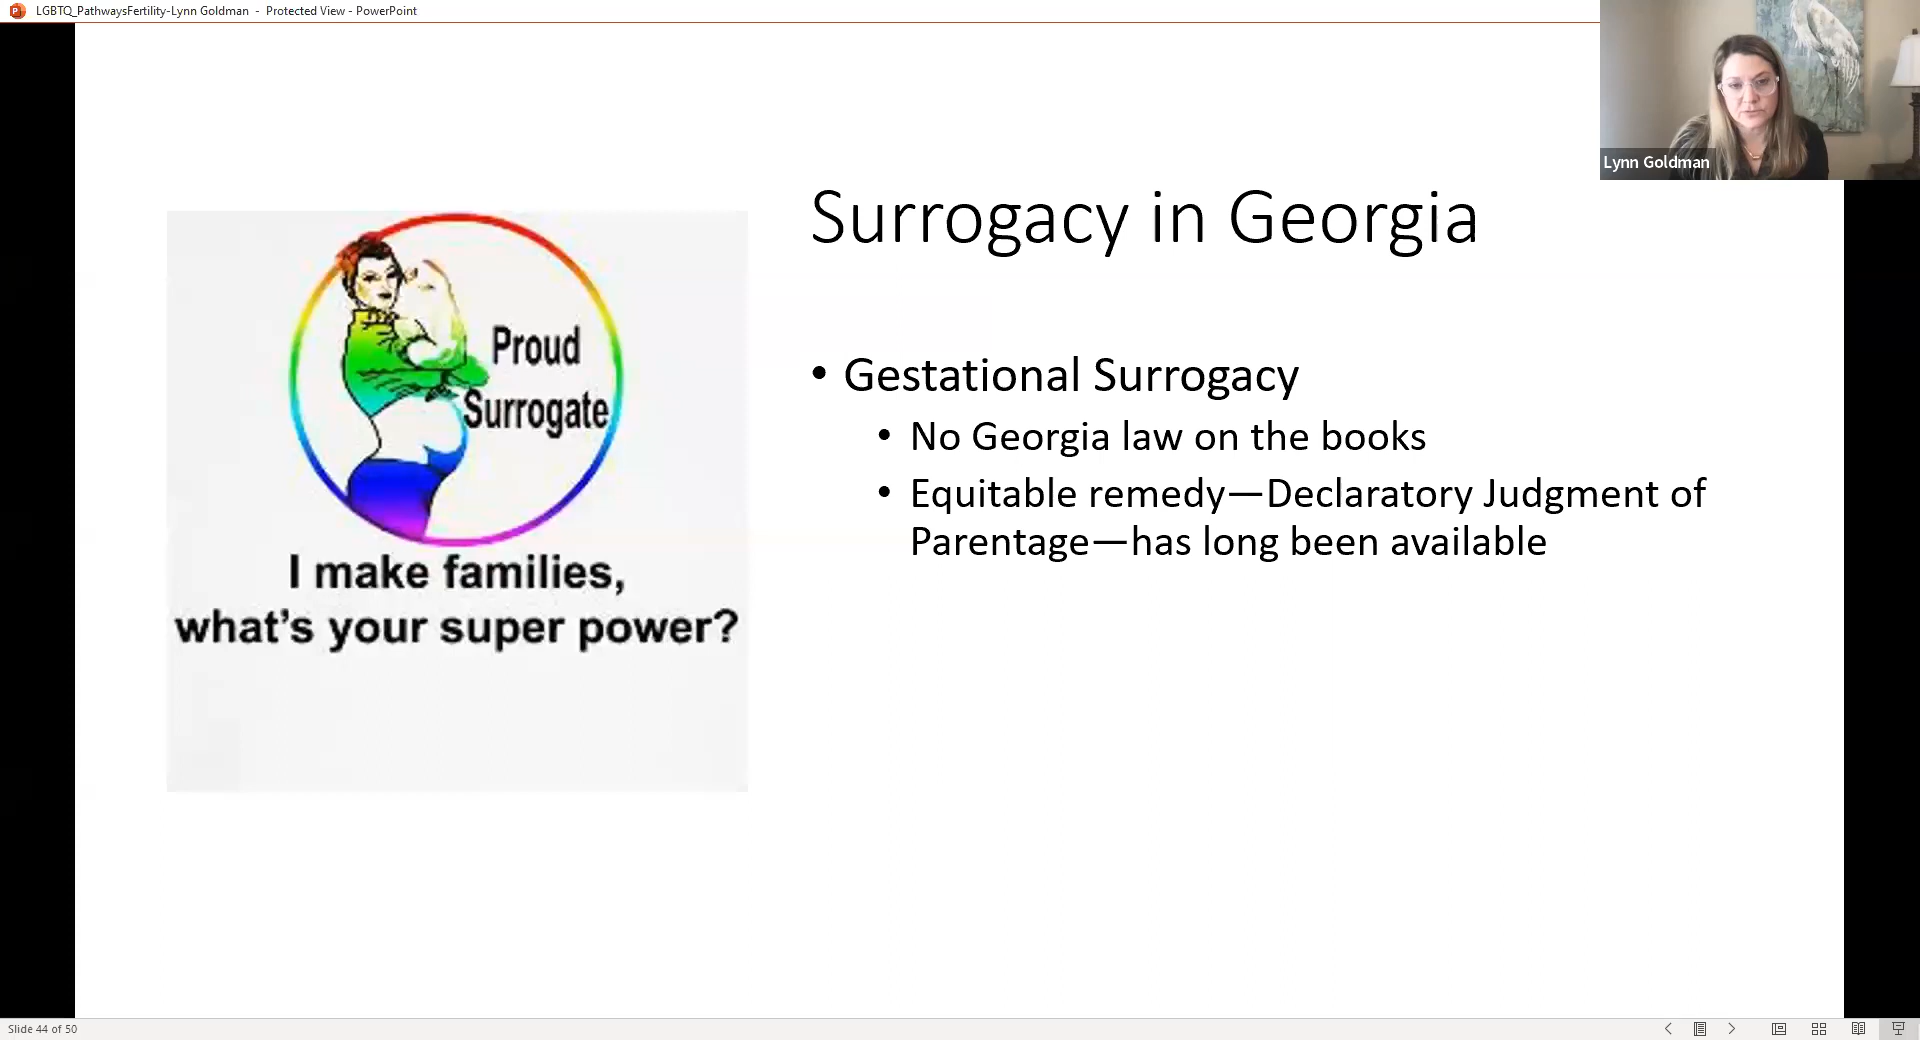 LGBTQ_PathwaysFertility-Lynn Goldman - Protected View - PowerPoint
Lynn Goldman
Surrogacy in Georgia
Proud
Surrogate
I make families,
what's your super power?
• Gestational Surrogacy
• No Georgia law on the books
• Equitable remedy—Declaratory Judgment of
Parentage—has long been available
Slide 44 of 50